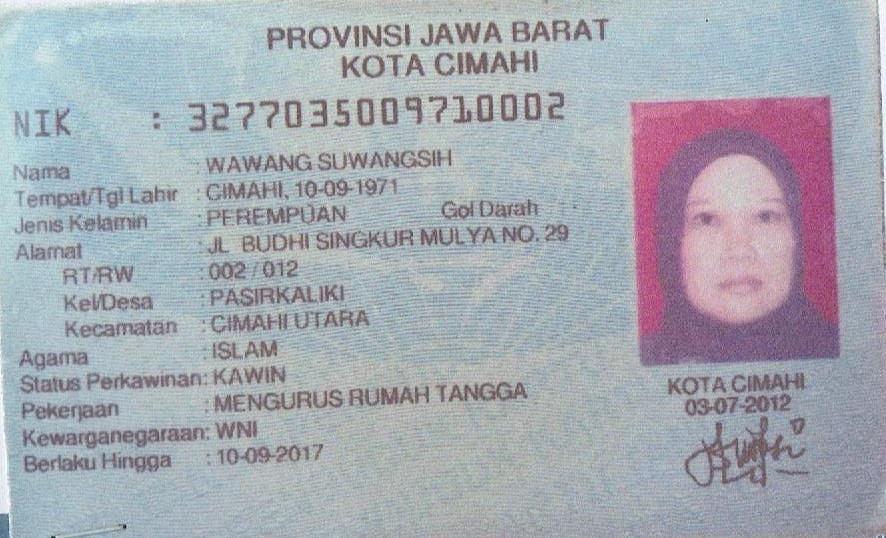 PROVINSI JAWA BARAT
KOTA CIMAHI
NIK : 3277035009710002
Nama : WAWANG SUWANGSIH
Tempat/Tgl Lahir : CIMAHI, 10-09-1971
Jenis Kelamin : PEREMPUAN Gol Darah
Alamat : JL BUDHI SINGKUR MULYA NO. 29
RT/RW : 002 / 012
Kel/Desa : PASIRKALIKI
Kecamatan : CIMAHI UTARA
Agama : ISLAM
Status Perkawinan: KAWIN
Pekerjaan : MENGURUS RUMAH TANGGA
Kewarganegaraan: WNI
Berlaku Hingga : 10-09-2017
KOTA CIMAHI
03-07-2012